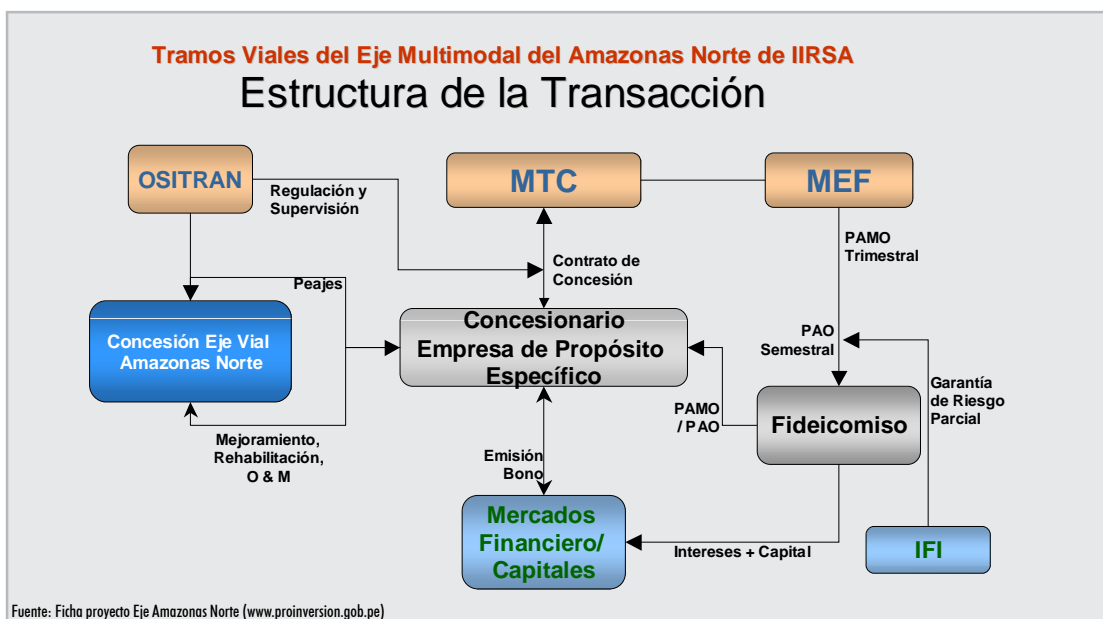 Tramos Viales del Eje Multimodal del Amazonas Norte de IIRSA
Estructura de la Transacción
OSITRAN
MTC
MEF
Regulación y
Supervisión
PAMO
Trimestral
Contrato de
Concesión
Peajes
Concesión Eje Vial
Amazonas Norte
Concesionario
Empresa de Propósito
Específico
PAO
Semestral
Garantía
de Riesgo
Parcial
PAMO
/ PAO
Fideicomiso
Mejoramiento,
Rehabilitación,
O & M
Emisión
Bono
Mercados
Financiero/
Capitales
Intereses + Capital
IFI
Fuente: Ficha proyecto Eje Amazonas Norte (www.proinversion.gob.pe)